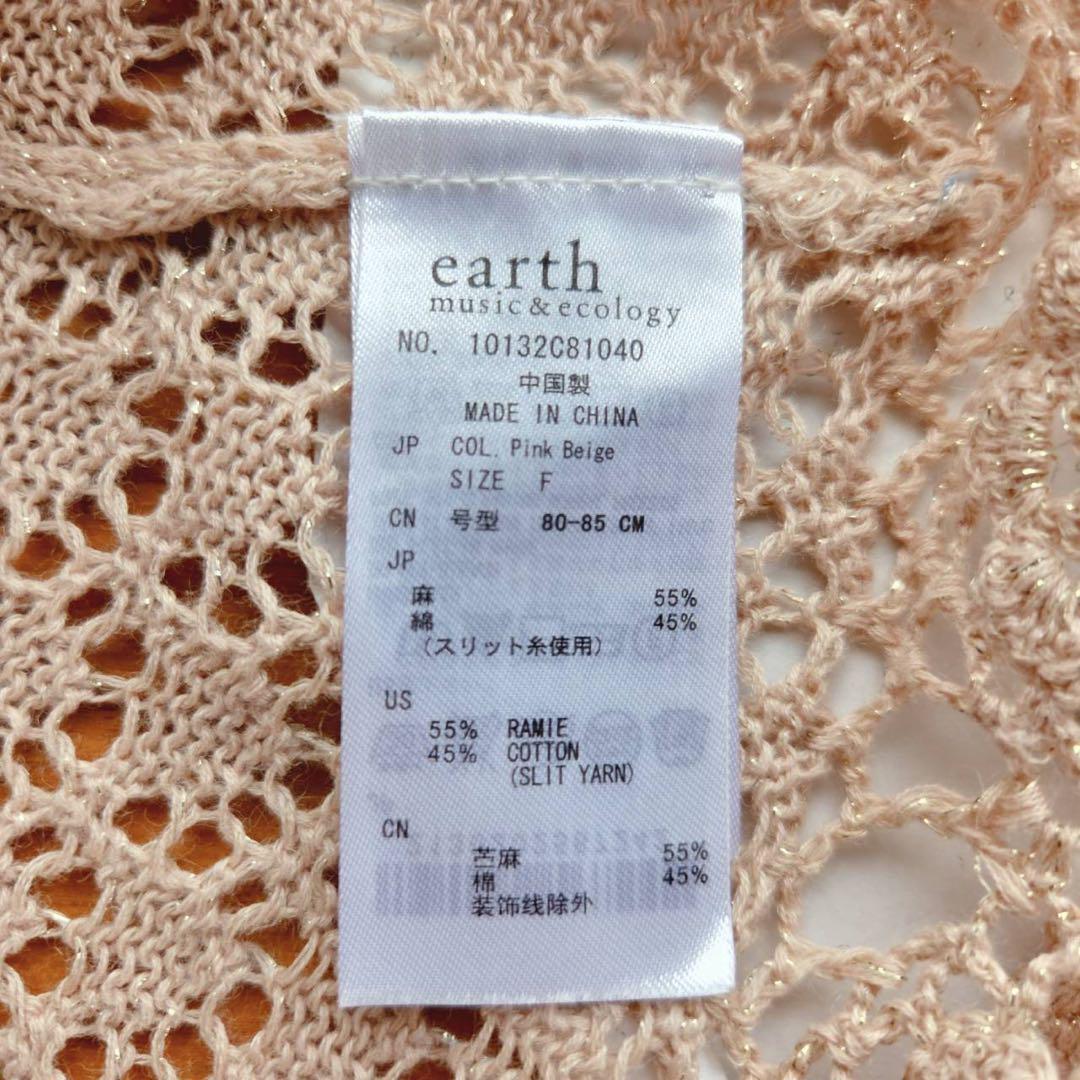 earth
music&ecology
NO. 10132C81040
中国製
MADE IN CHINA
JP COL. Pink Beige
SIZE F
CN 号型 80-85 CM
JP
麻 55%
綿 45%
(スリット糸使用)
US
55% RAMIE
45% COTTON
(SLIT YARN)
CN
苎麻 55%
棉 45%
装饰线除外